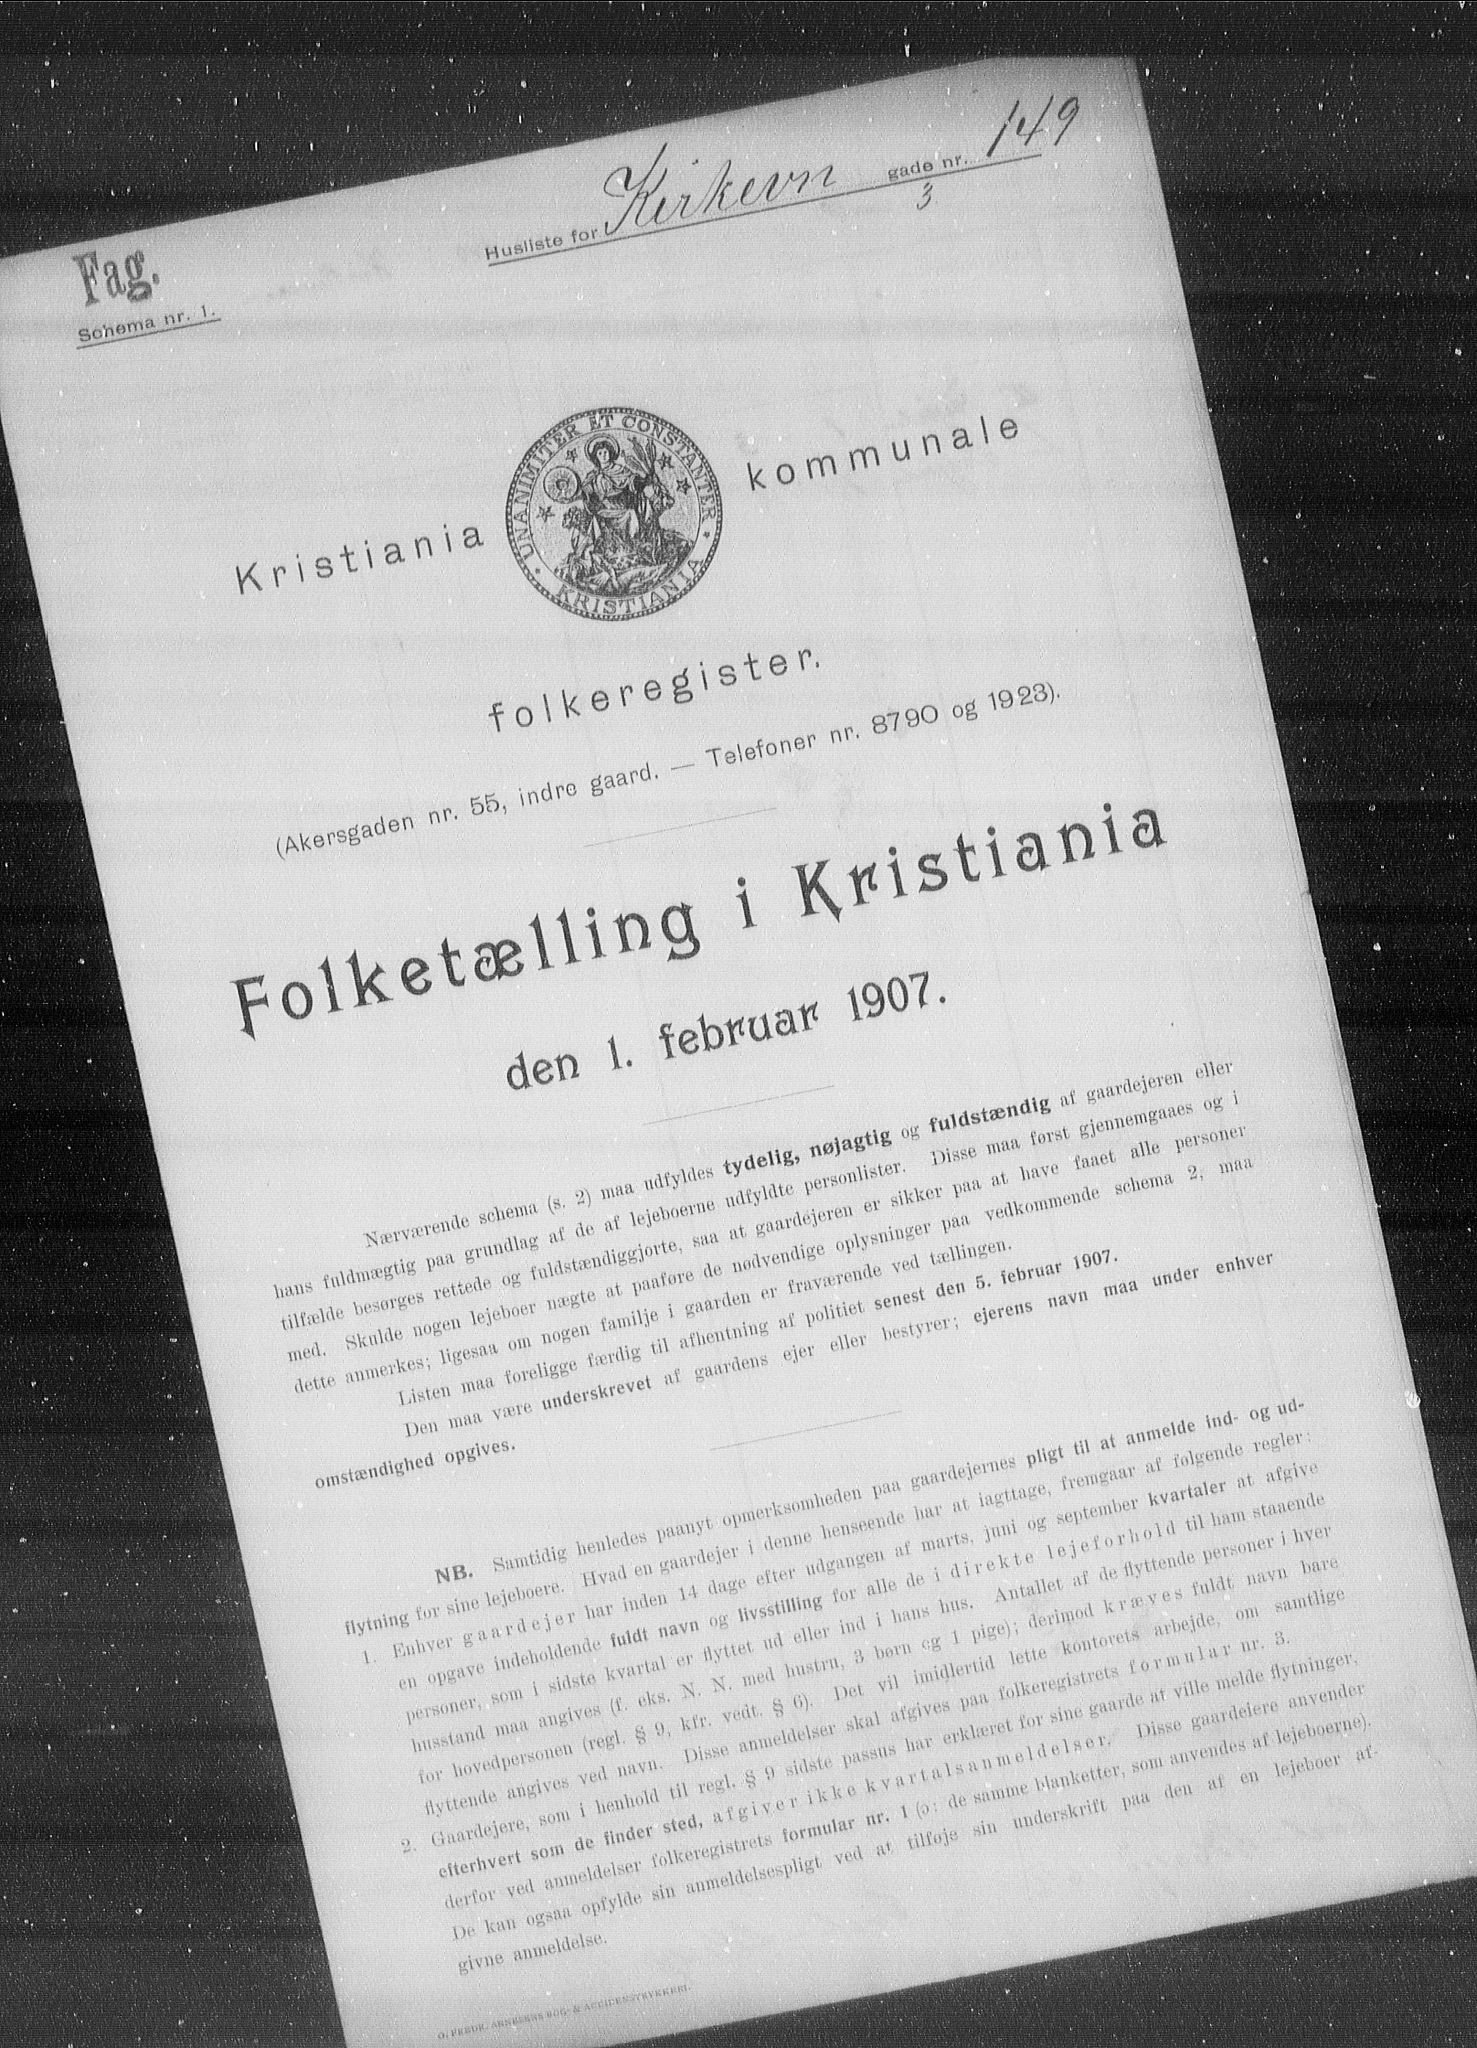 Fag.
Schema nr. 1.
Husliste for Kirkevn gade nr. 149
3
Kristiania kommunale
UNANIMITER ET CONSTANTER
KRISTIANIA
folkeregister.
(Akersgaden nr. 55, indre gaard. — Telefoner nr. 8790 og 1923).
Folketælling i Kristiania
den 1. februar 1907.
Nærværende schema (s. 2) maa udfyldes tydelig, nøjagtig og fuldstændig af gaardejeren eller
hans fuldmægtig paa grundlag af de af lejeboerne udfyldte personlister. Disse maa først gjennemgaaes og i
tilfælde besørges rettede og fuldstændiggjorte, saa at gaardejeren er sikker paa at have faaet alle personer
med. Skulde nogen lejeboer nægte at paaføre de nødvendige oplysninger paa vedkommende schema 2, maa
dette anmerkes; ligesaa om nogen familje i gaarden er fraværende ved tællingen.
Listen maa foreligge færdig til afhentning af politiet senest den 5. februar 1907.
Den maa være underskrevet af gaardens ejer eller bestyrer; ejerens navn maa under enhver
omstændighed opgives.
NB. Samtidig henledes paanyt opmerksomheden paa gaardejernes pligt til at anmelde ind- og ud-
flytning for sine lejeboere. Hvad en gaardejer i denne henseende har at iagttage, fremgaar af følgende regler:
1. Enhver gaardejer har inden 14 dage efter udgangen af marts, juni og september kvartaler at afgive
en opgave indeholdende fuldt navn og livsstilling for alle de i direkte lejeforhold til ham staaende
personer, som i sidste kvartal er flyttet ud eller ind i hans hus. Antallet af de flyttende personer i hver
husstand maa angives (f. eks. N. N. med hustru, 3 børn og 1 pige); derimod kræves fuldt navn bare
for hovedpersonen (regl. § 9, kfr. vedt. § 6). Det vil imidlertid lette kontorets arbejde, om samtlige
flyttende angives ved navn. Disse anmeldelser skal afgives paa folkeregistrets formular nr. 3.
2. Gaardejere, som i henhold til regl. § 9 sidste passus har erklæret for sine gaarde at ville melde flytninger,
efterhvert som de finder sted, afgiver ikke kvartalsanmeldelser. Disse gaardeiere anvender
derfor ved anmeldelser folkeregistrets formular nr. 1 (ɔ: de samme blanketter, som anvendes af lejeboerne).
De kan ogsaa opfylde sin anmeldelsespligt ved at tilføje sin underskrift paa den af en lejeboer af-
givne anmeldelse.
O. FREDR. ARNESENS BOG- & ACCIDENSTRYKKERI.